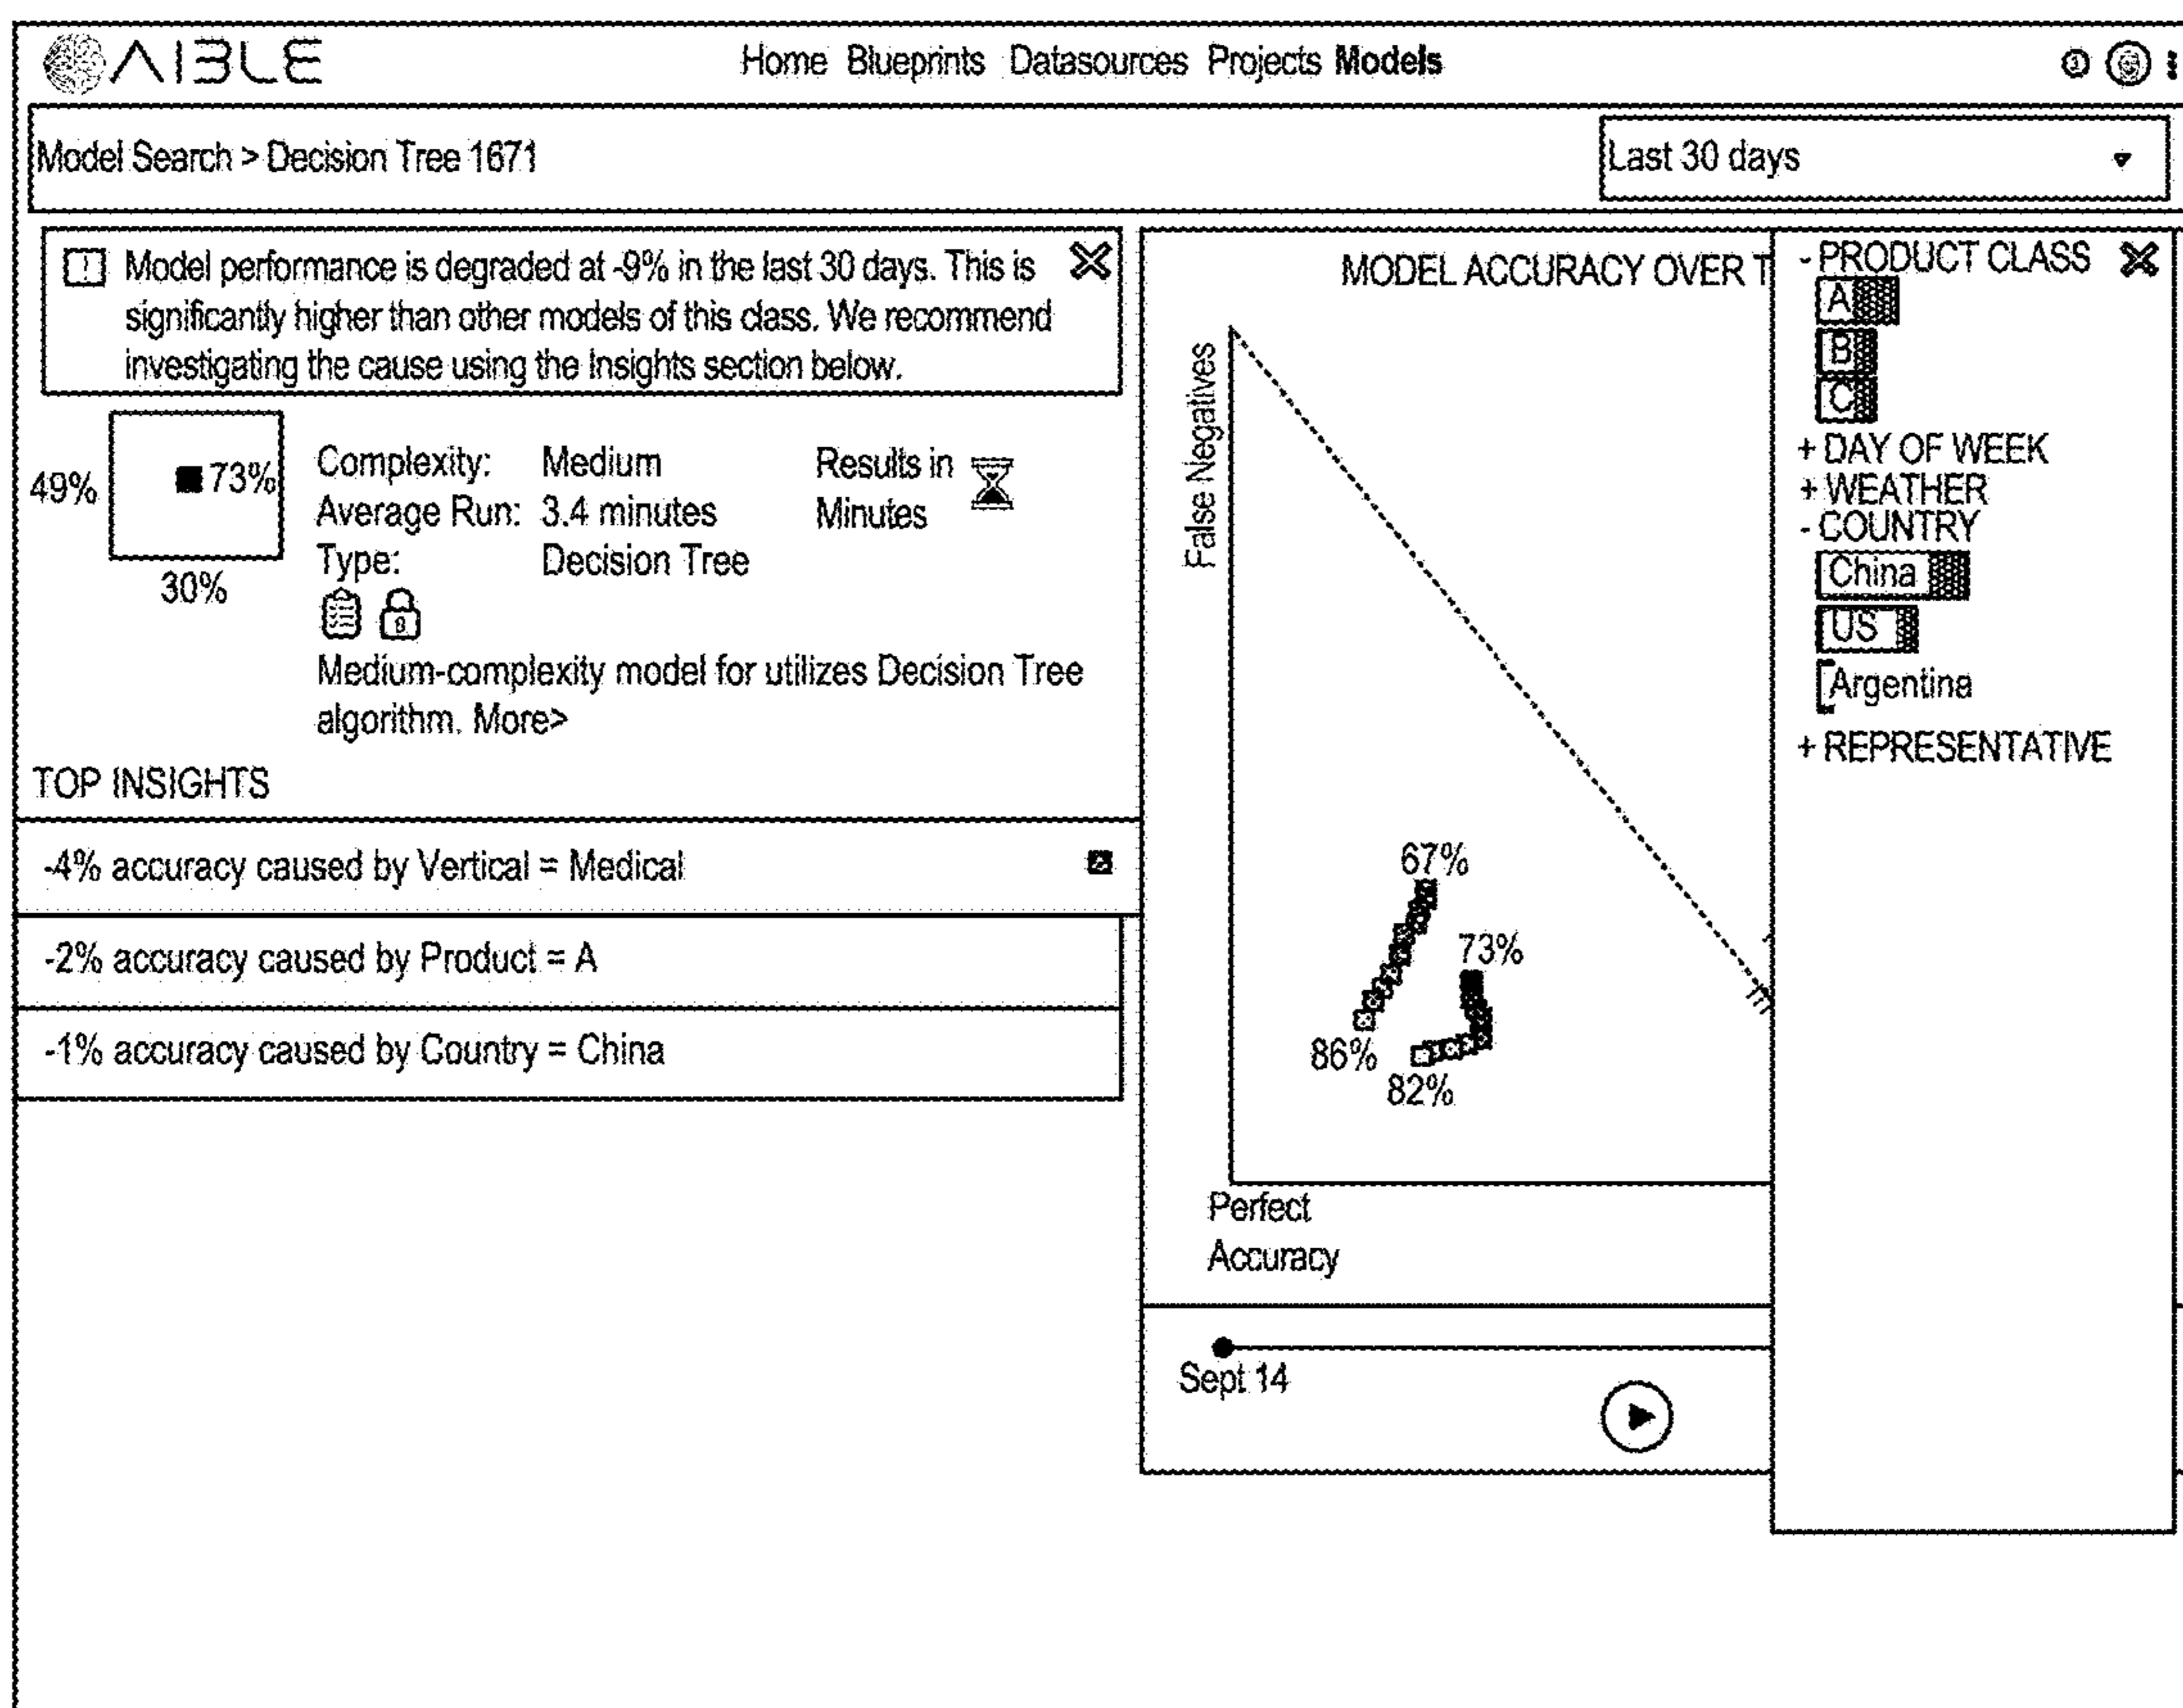 AIBLE
Home Blueprints Datasources Projects Models
Model Search > Decision Tree 1671
Last 30 days
Model performance is degraded at -9% in the last 30 days. This is
significantly higher than other models of this class. We recommend
investigating the cause using the Insights section below.
49%
73%
30%
Complexity: Medium
Average Run: 3.4 minutes
Type: Decision Tree
Results in
Minutes
Medium-complexity model for utilizes Decision Tree
algorithm. More>
TOP INSIGHTS
-4% accuracy caused by Vertical = Medical
-2% accuracy caused by Product = A
-1% accuracy caused by Country = China
MODEL ACCURACY OVER T
False Negatives
67%
73%
86%
82%
Perfect
Accuracy
Sept 14
- PRODUCT CLASS
A
B
C
+ DAY OF WEEK
+ WEATHER
- COUNTRY
China
US
Argentina
+ REPRESENTATIVE